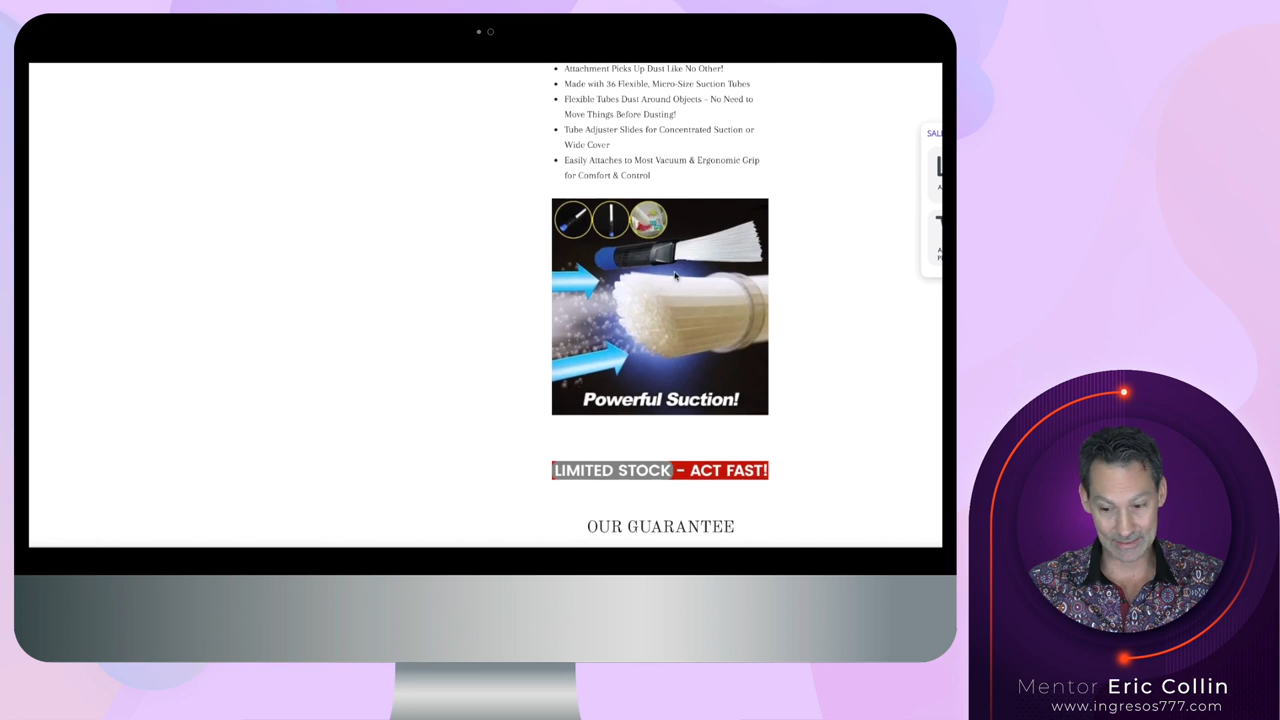 Attachment Picks Up Dust Like No Other!
Made with 36 Flexible, Micro-Size Suction Tubes
Flexible Tubes Dust Around Objects – No Need to
Move Things Before Dusting!
Tube Adjuster Slides for Concentrated Suction or
Wide Cover
Easily Attaches to Most Vacuum & Ergonomic Grip
for Comfort & Control
Powerful Suction!
LIMITED STOCK – ACT FAST!
OUR GUARANTEE
Mentor Eric Collin
www.ingresos777.com